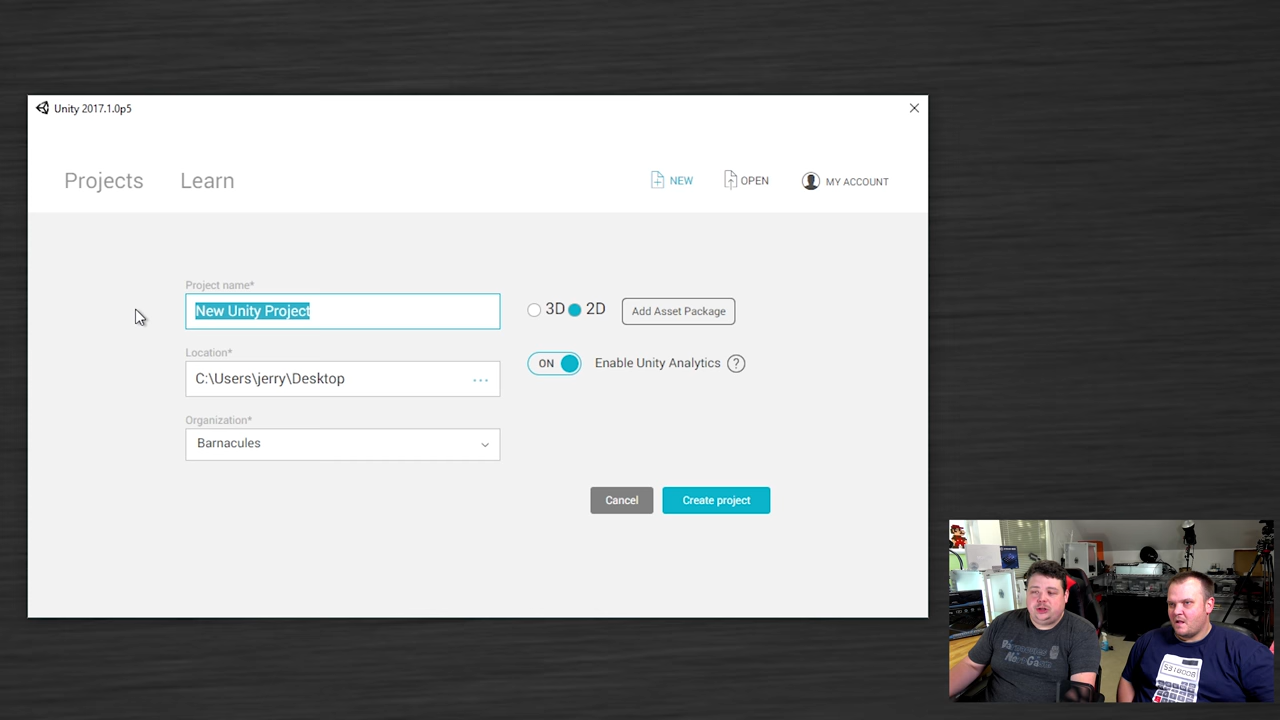 Unity 2017.1.0p5
Projects
Learn
NEW
OPEN
MY ACCOUNT
Project name*
New Unity Project
3D
2D
Add Asset Package
Location*
C:\Users\jerry\Desktop
ON
Enable Unity Analytics
?
Organization*
Barnacules
Cancel
Create project